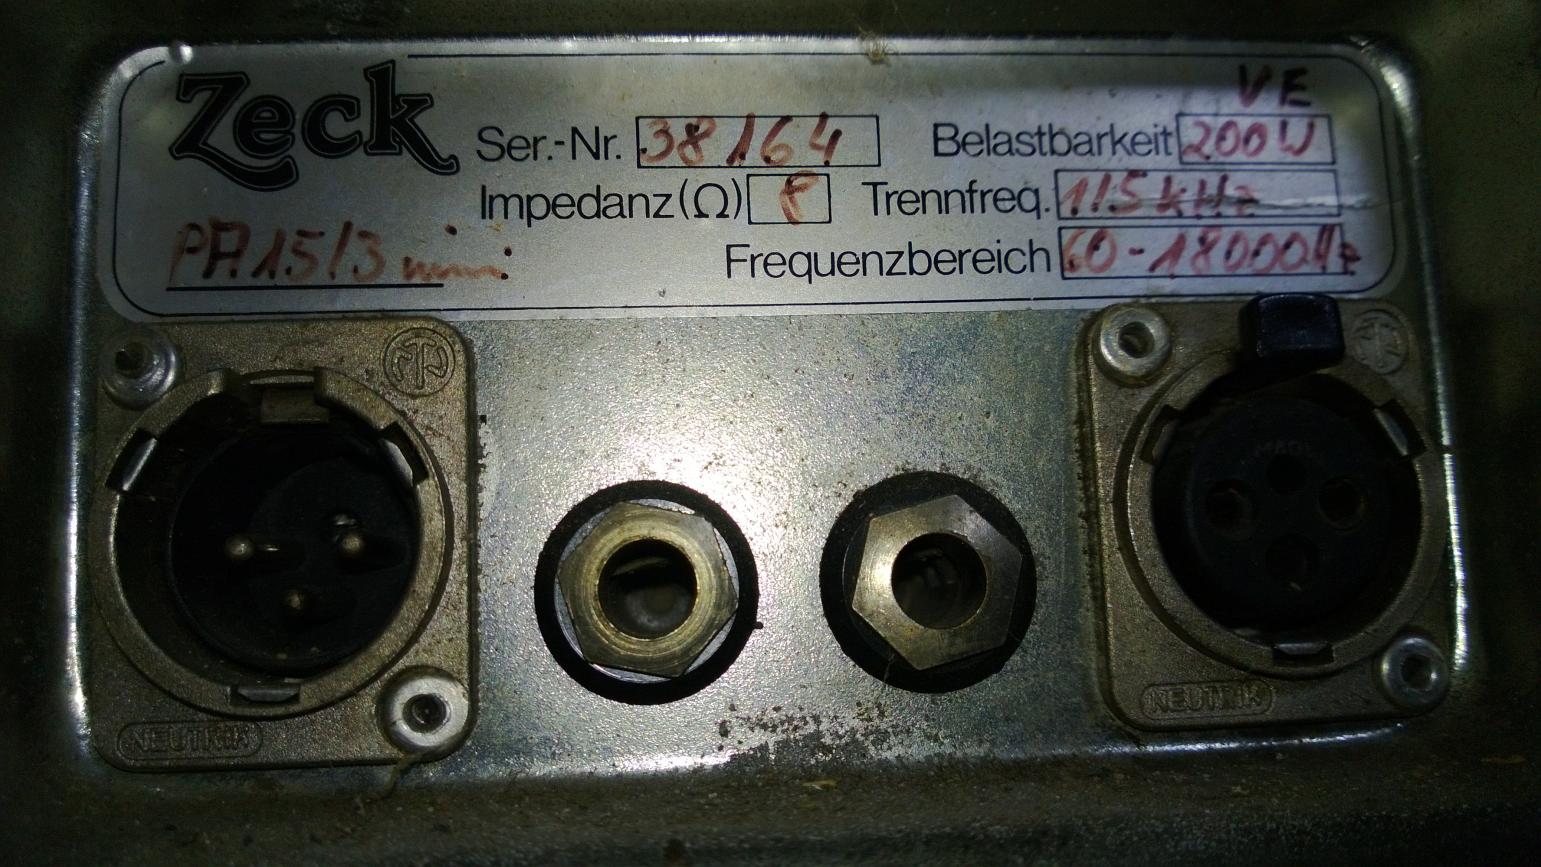 Zeck
VE
Ser.-Nr. 38164 Belastbarkeit 200W
Impedanz (Ω) 8 Trennfreq. 1,5 kHz
PA 15/3
Frequenzbereich 60-18000Hz
NEUTRIK
NEUTRIK